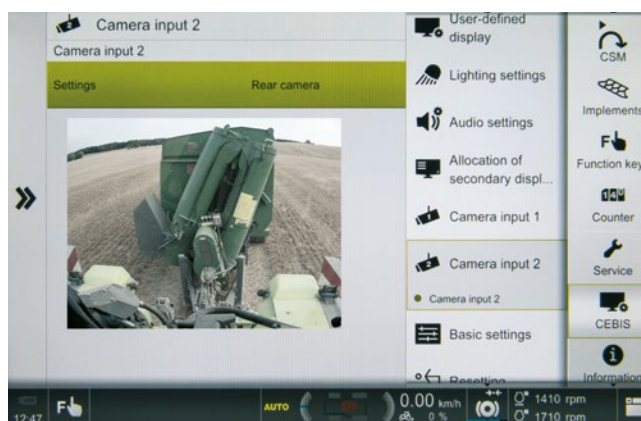 Camera input 2
Camera input 2
Settings
Rear camera
User-defined
display
Lighting settings
Audio settings
Allocation of
secondary displ...
Camera input 1
Camera input 2
Camera input 2
Basic settings
Resetting
CSM
Implements
F
Function key
Counter
Service
CEBIS
Information
12:47
F
AUTO
0.00 km/h
0 %
1410 rpm
1710 rpm